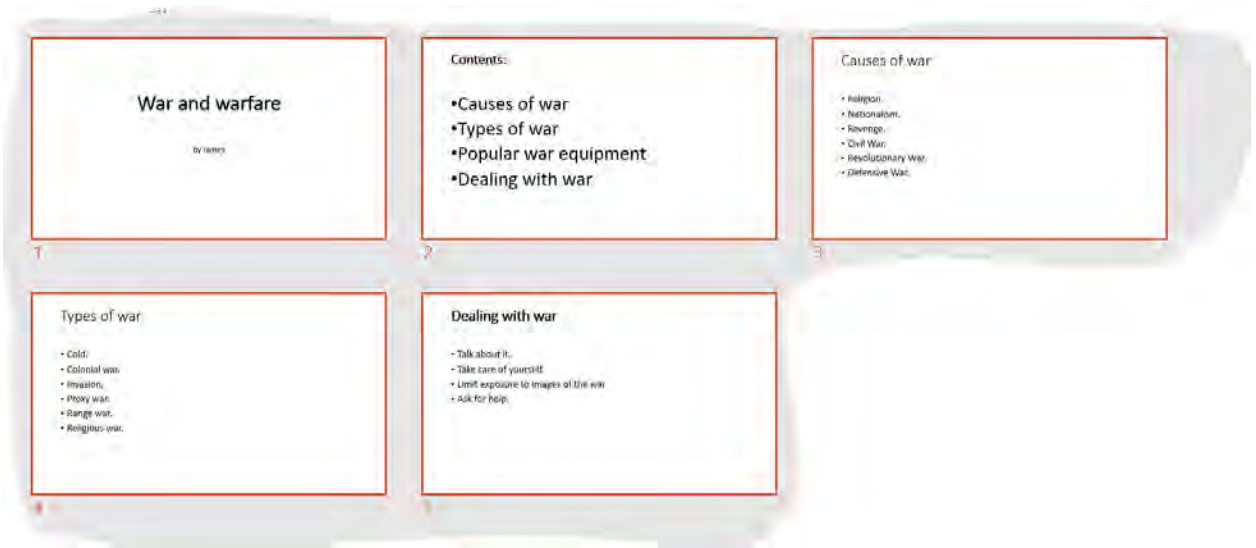 War and warfare
by James
1
Contents:
•Causes of war
•Types of war
•Popular war equipment
•Dealing with war
2
Causes of war
• Religion.
• Nationalism.
• Revenge.
• Civil War.
• Revolutionary War.
• Defensive War.
3
Types of war
• Cold.
• Colonial war.
• Invasion.
• Proxy war.
• Range war.
• Religious war.
4
Dealing with war
• Talk about it.
• Take care of yourself
• Limit exposure to images of the war
• Ask for help.